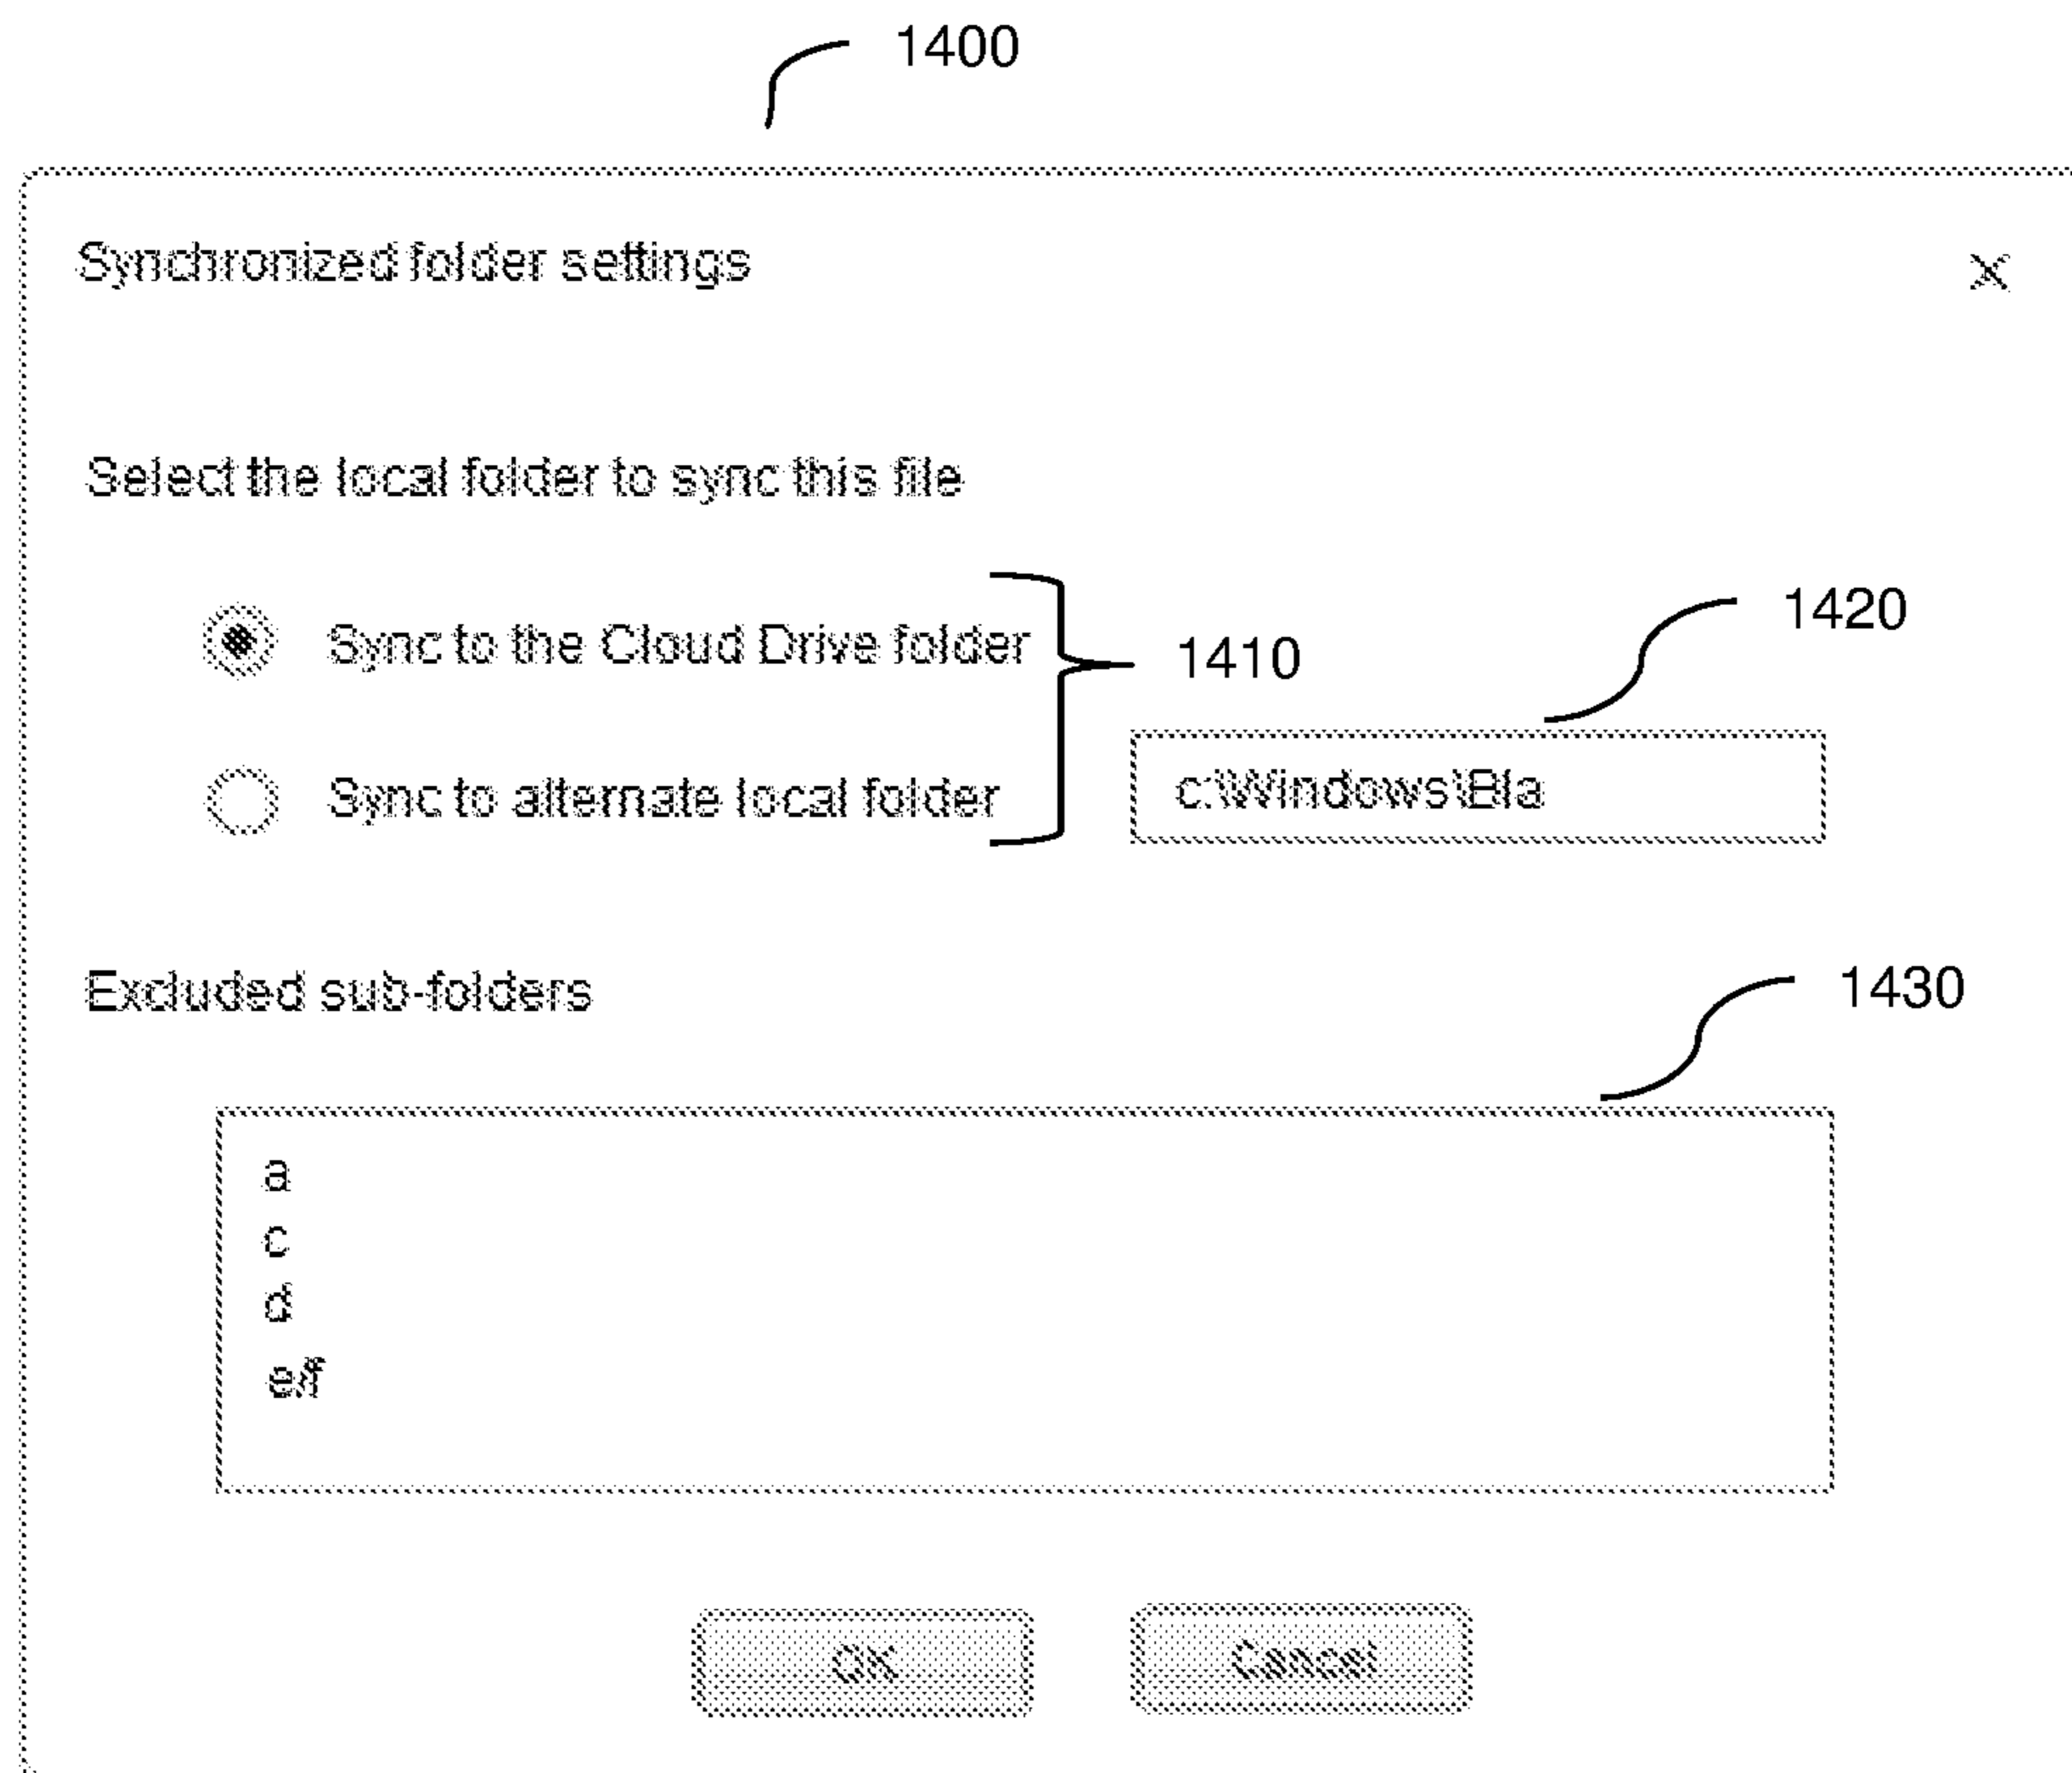 1400
Synchronized folder settings
X
Select the local folder to sync this file
1420
Sync to the Cloud Drive folder
1410
Sync to alternate local folder
c:\Windows\Bla
Excluded sub-folders
1430
a
c
d
eff
OK
Cancel